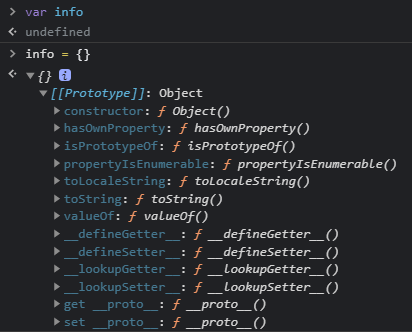 > var info
<· undefined
> info = {}
<· ▼ {} i
▼ [[Prototype]]: Object
▶ constructor: ƒ Object()
▶ hasOwnProperty: ƒ hasOwnProperty()
▶ isPrototypeOf: ƒ isPrototypeOf()
▶ propertyIsEnumerable: ƒ propertyIsEnumerable()
▶ toLocaleString: ƒ toLocaleString()
▶ toString: ƒ toString()
▶ valueOf: ƒ valueOf()
▶ __defineGetter__: ƒ __defineGetter__()
▶ __defineSetter__: ƒ __defineSetter__()
▶ __lookupGetter__: ƒ __lookupGetter__()
▶ __lookupSetter__: ƒ __lookupSetter__()
▶ get __proto__: ƒ __proto__()
▶ set __proto__: ƒ __proto__()